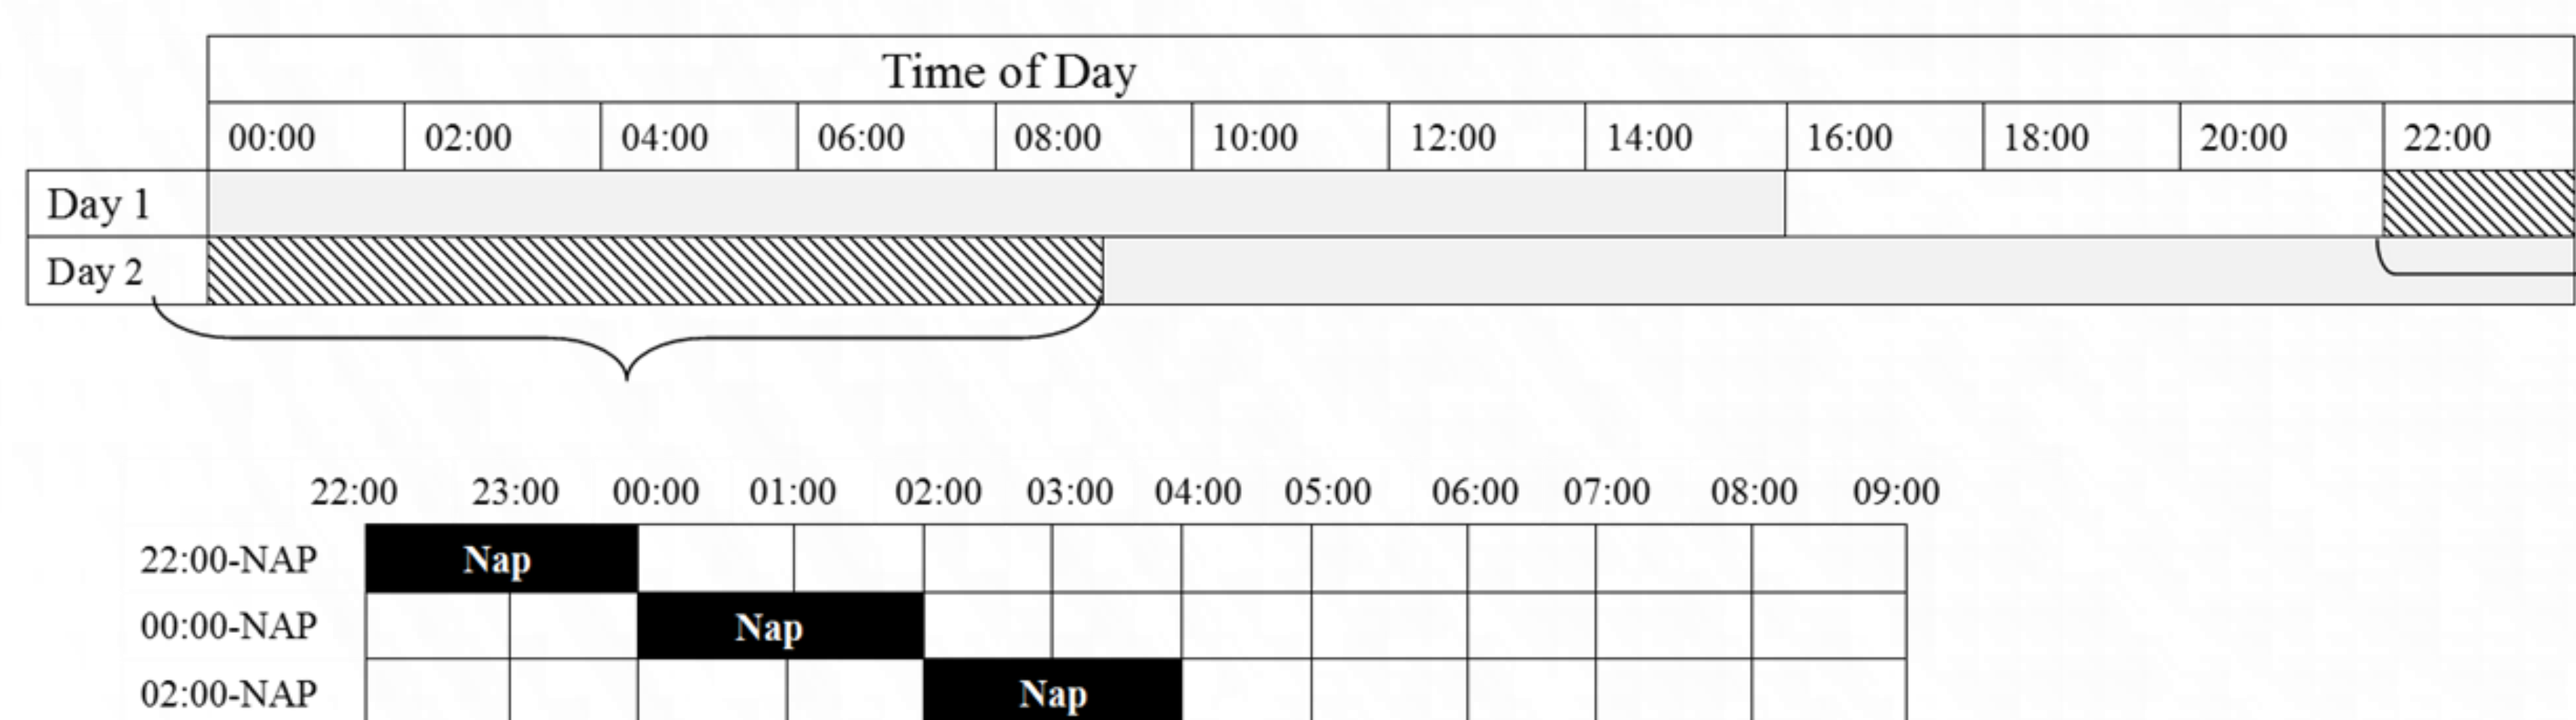 Time of Day
00:00 02:00 04:00 06:00 08:00 10:00 12:00 14:00 16:00 18:00 20:00 22:00
Day 1
Day 2
22:00 23:00 00:00 01:00 02:00 03:00 04:00 05:00 06:00 07:00 08:00 09:00
22:00-NAP Nap
00:00-NAP Nap
02:00-NAP Nap